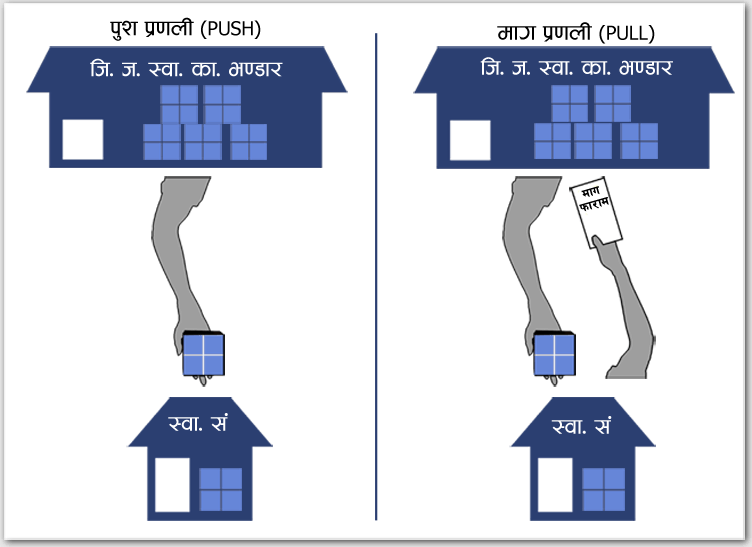 पुश प्रणली (PUSH)
जि. ज. स्वा. का. भण्डार
स्वा. सं
माग प्रणली (PULL)
जि. ज. स्वा. का. भण्डार
माग
फाराम
स्वा. सं